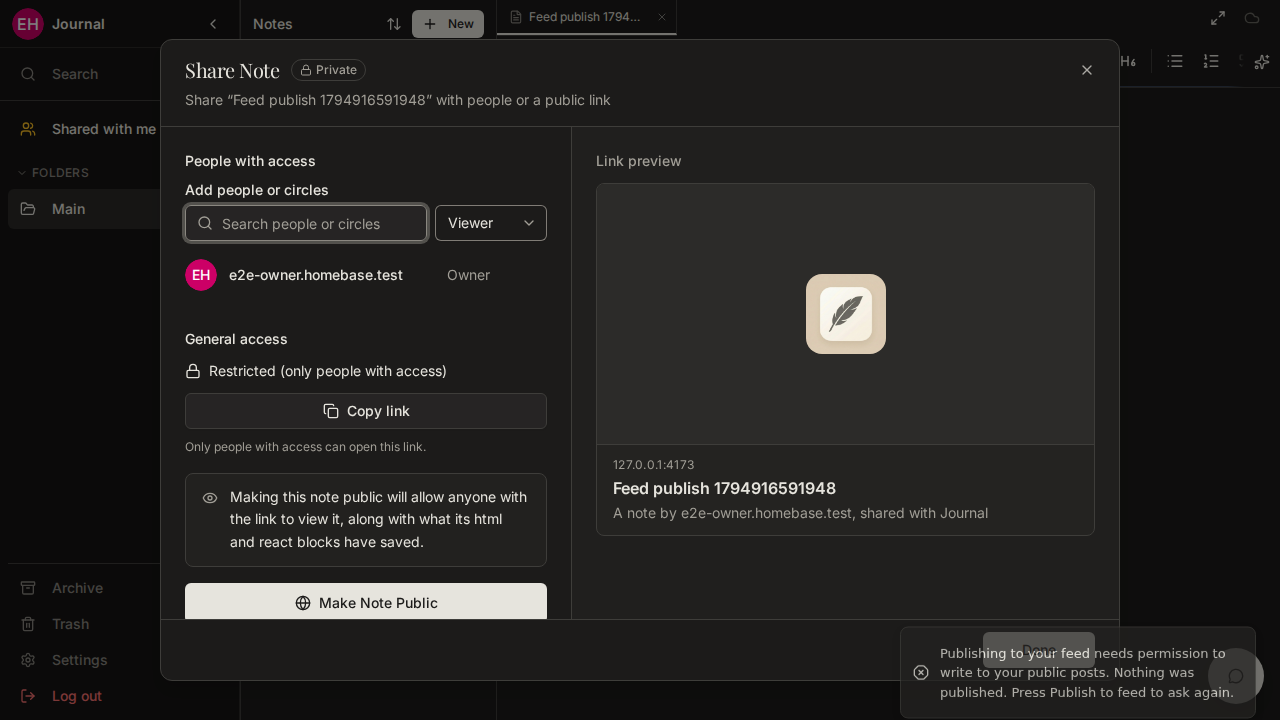 EH
Journal
Notes
New
Feed publish 1794...
Search
Shared with me
FOLDERS
Main
Archive
Trash
Settings
Log out
H6
Share Note
Private
Share “Feed publish 1794916591948” with people or a public link
People with access
Add people or circles
Search people or circles
Viewer
EH
e2e-owner.homebase.test
Owner
General access
Restricted (only people with access)
Copy link
Only people with access can open this link.
Making this note public will allow anyone with
the link to view it, along with what its html
and react blocks have saved.
Make Note Public
Link preview
127.0.0.1:4173
Feed publish 1794916591948
A note by e2e-owner.homebase.test, shared with Journal
Done
Publishing to your feed needs permission to
write to your public posts. Nothing was
published. Press Publish to feed to ask again.